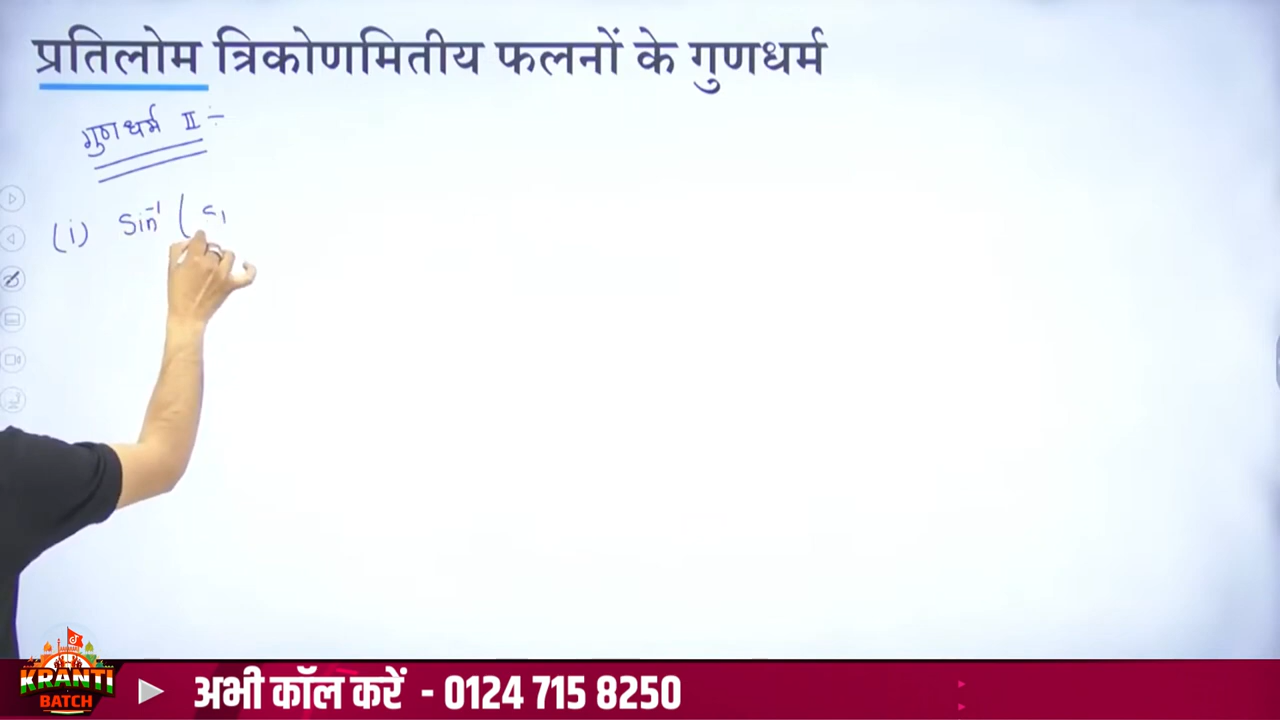 प्रतिलोम त्रिकोणमितीय फलनों के गुणधर्म
गुणधर्म II :-
(i) Sin⁻¹ (
KRANTI
BATCH
अभी कॉल करें - 0124 715 8250